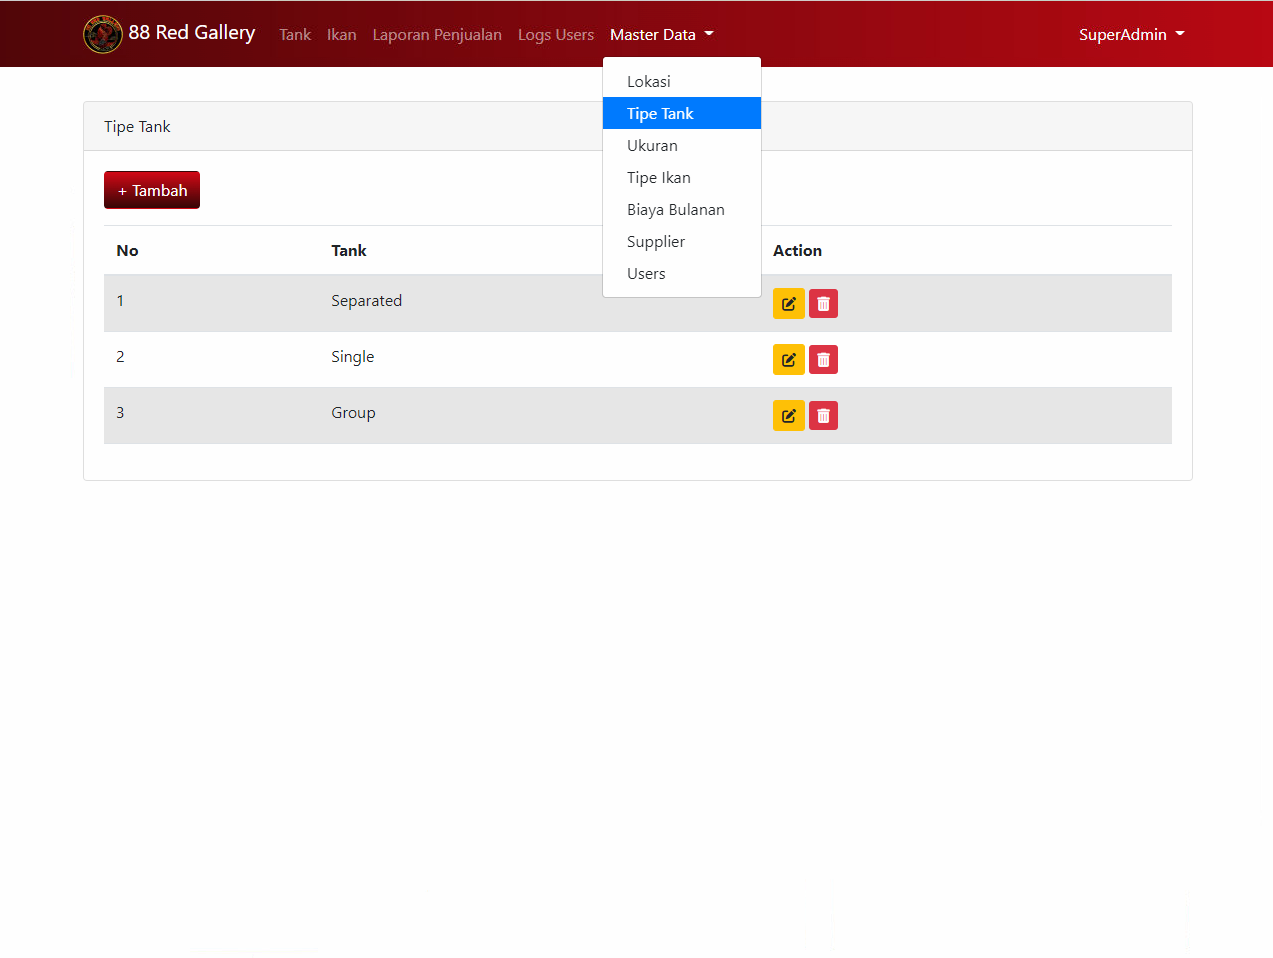 88 Red Gallery Tank Ikan Laporan Penjualan Logs Users Master Data SuperAdmin
Lokasi
Tipe Tank
Ukuran
Tipe Ikan
Biaya Bulanan
Supplier
Users
Tipe Tank
+ Tambah
No Tank Action
1 Separated
2 Single
3 Group